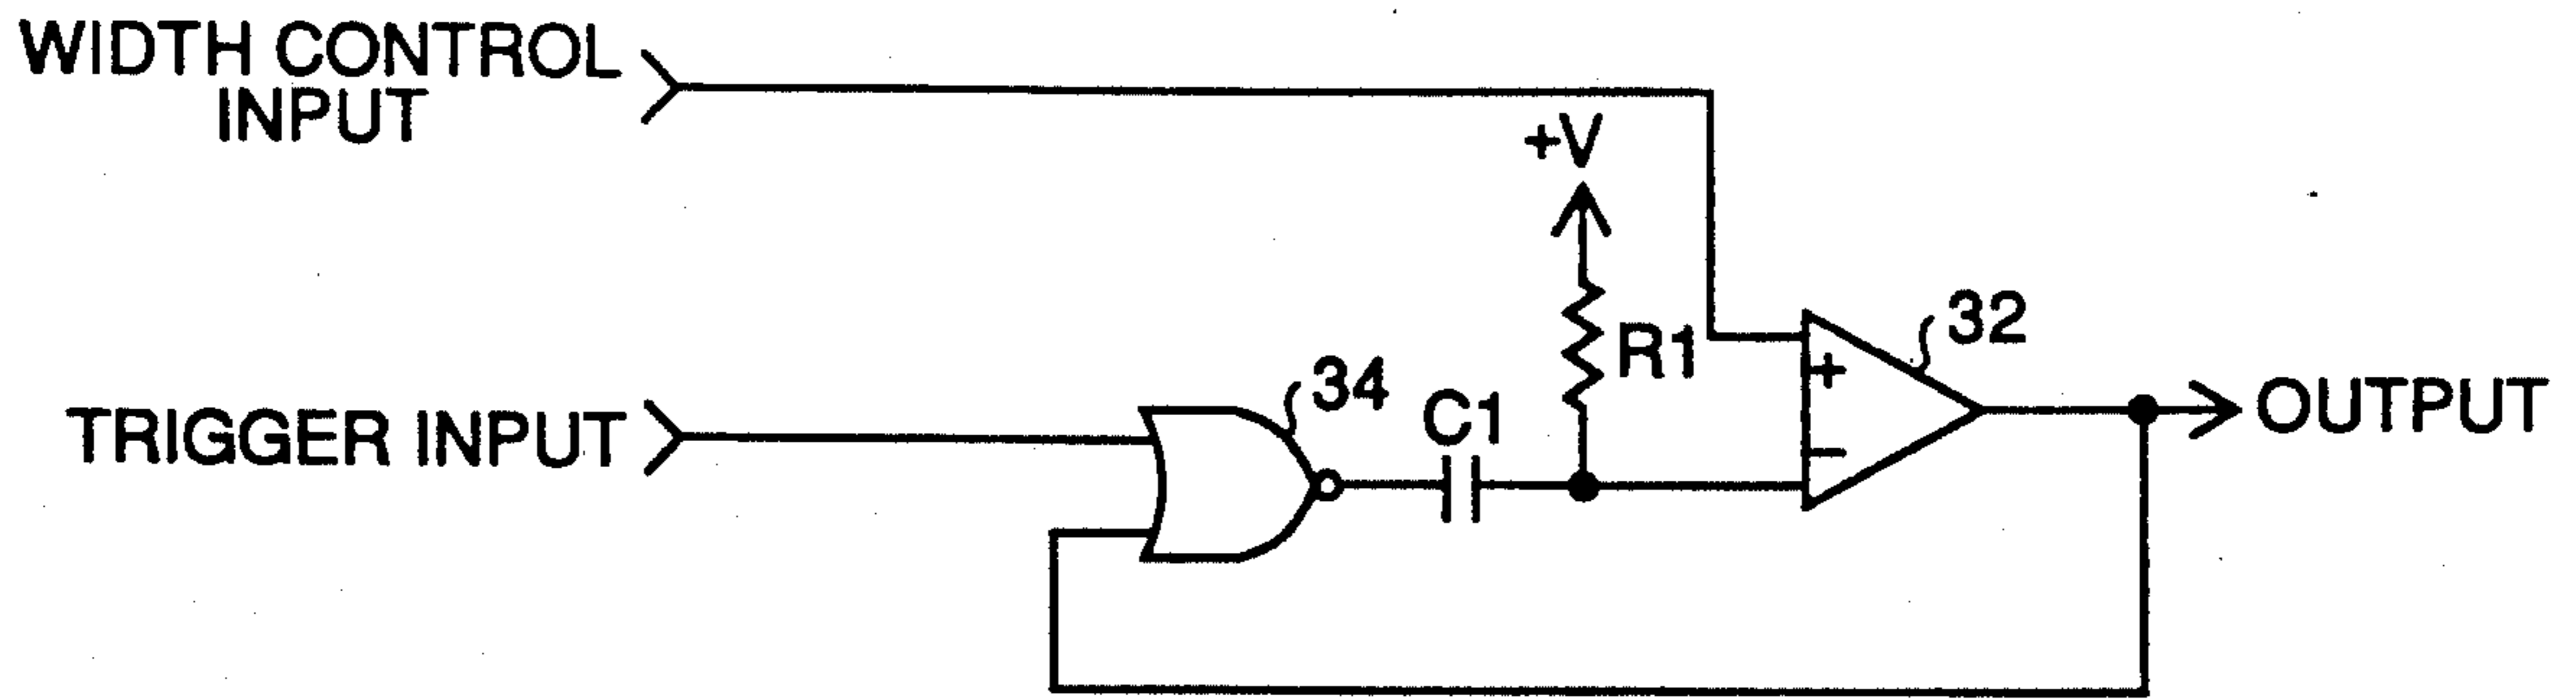 WIDTH CONTROL
INPUT
+V
R1
32
34
C1
+
−
TRIGGER INPUT
OUTPUT